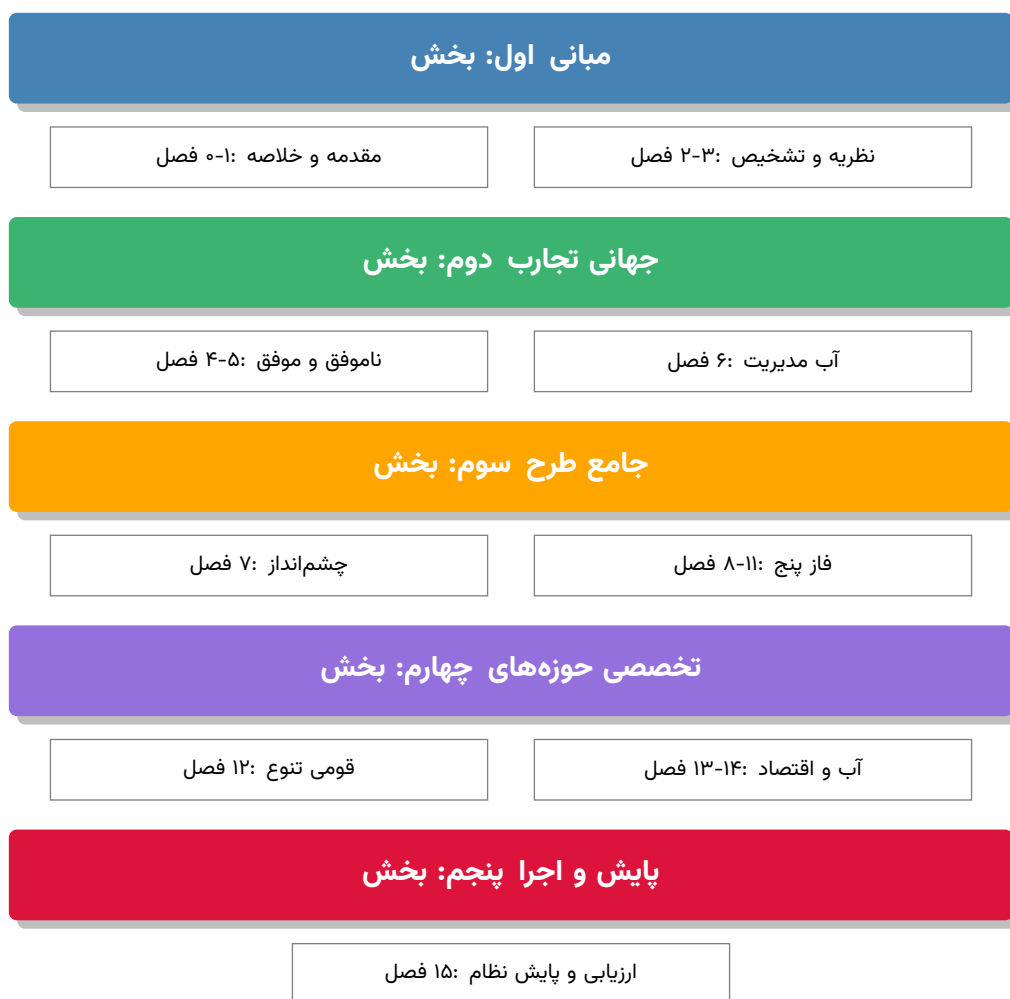 مبانی اول: بخش
مقدمه و خلاصه :۰-۱ فصل
نظریه و تشخیص :۲-۳ فصل
جهانی تجارب دوم: بخش
ناموفق و موفق :۴-۵ فصل
آب مدیریت :۶ فصل
جامع طرح سوم: بخش
چشم‌انداز :۷ فصل
فاز پنج :۸-۱۱ فصل
تخصصی حوزه‌های چهارم: بخش
قومی تنوع :۱۲ فصل
آب و اقتصاد :۱۳-۱۴ فصل
پایش و اجرا پنجم: بخش
ارزیابی و پایش نظام :۱۵ فصل